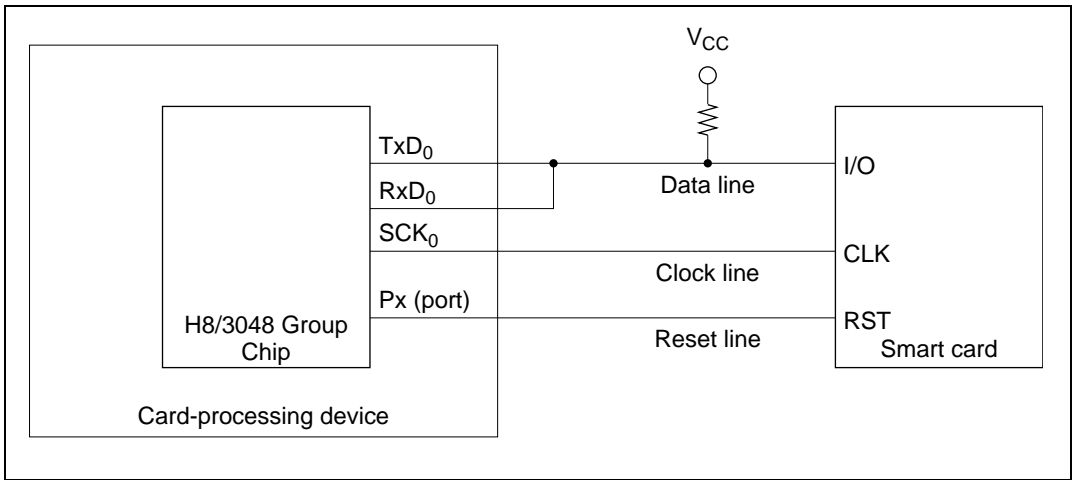 VCC
TxD0
I/O
Data line
RxD0
SCK0
CLK
Clock line
Px (port)
RST
H8/3048 Group
Chip
Reset line
Smart card
Card-processing device